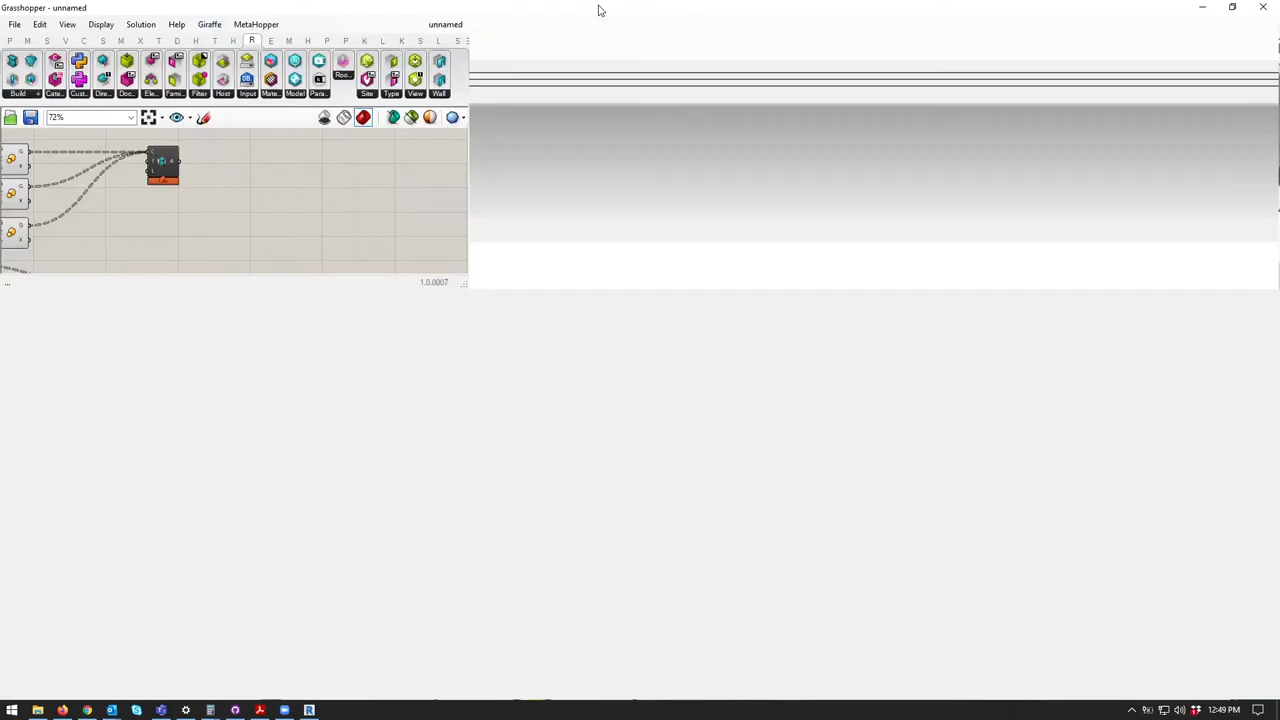 Grasshopper - unnamed
File Edit View Display Solution Help Giraffe MetaHopper unnamed
P M S V C S M X T D H T H R E M H P P K L K S L S
Build + Cate.. Cust.. Dire.. Doc.. Ele.. Fami.. Filter Host Input Mate.. Model Para.. Roo.. Site Type View Wall
72%
G
X
G
X
G
X
C
L
...
1.0.0007
12:49 PM